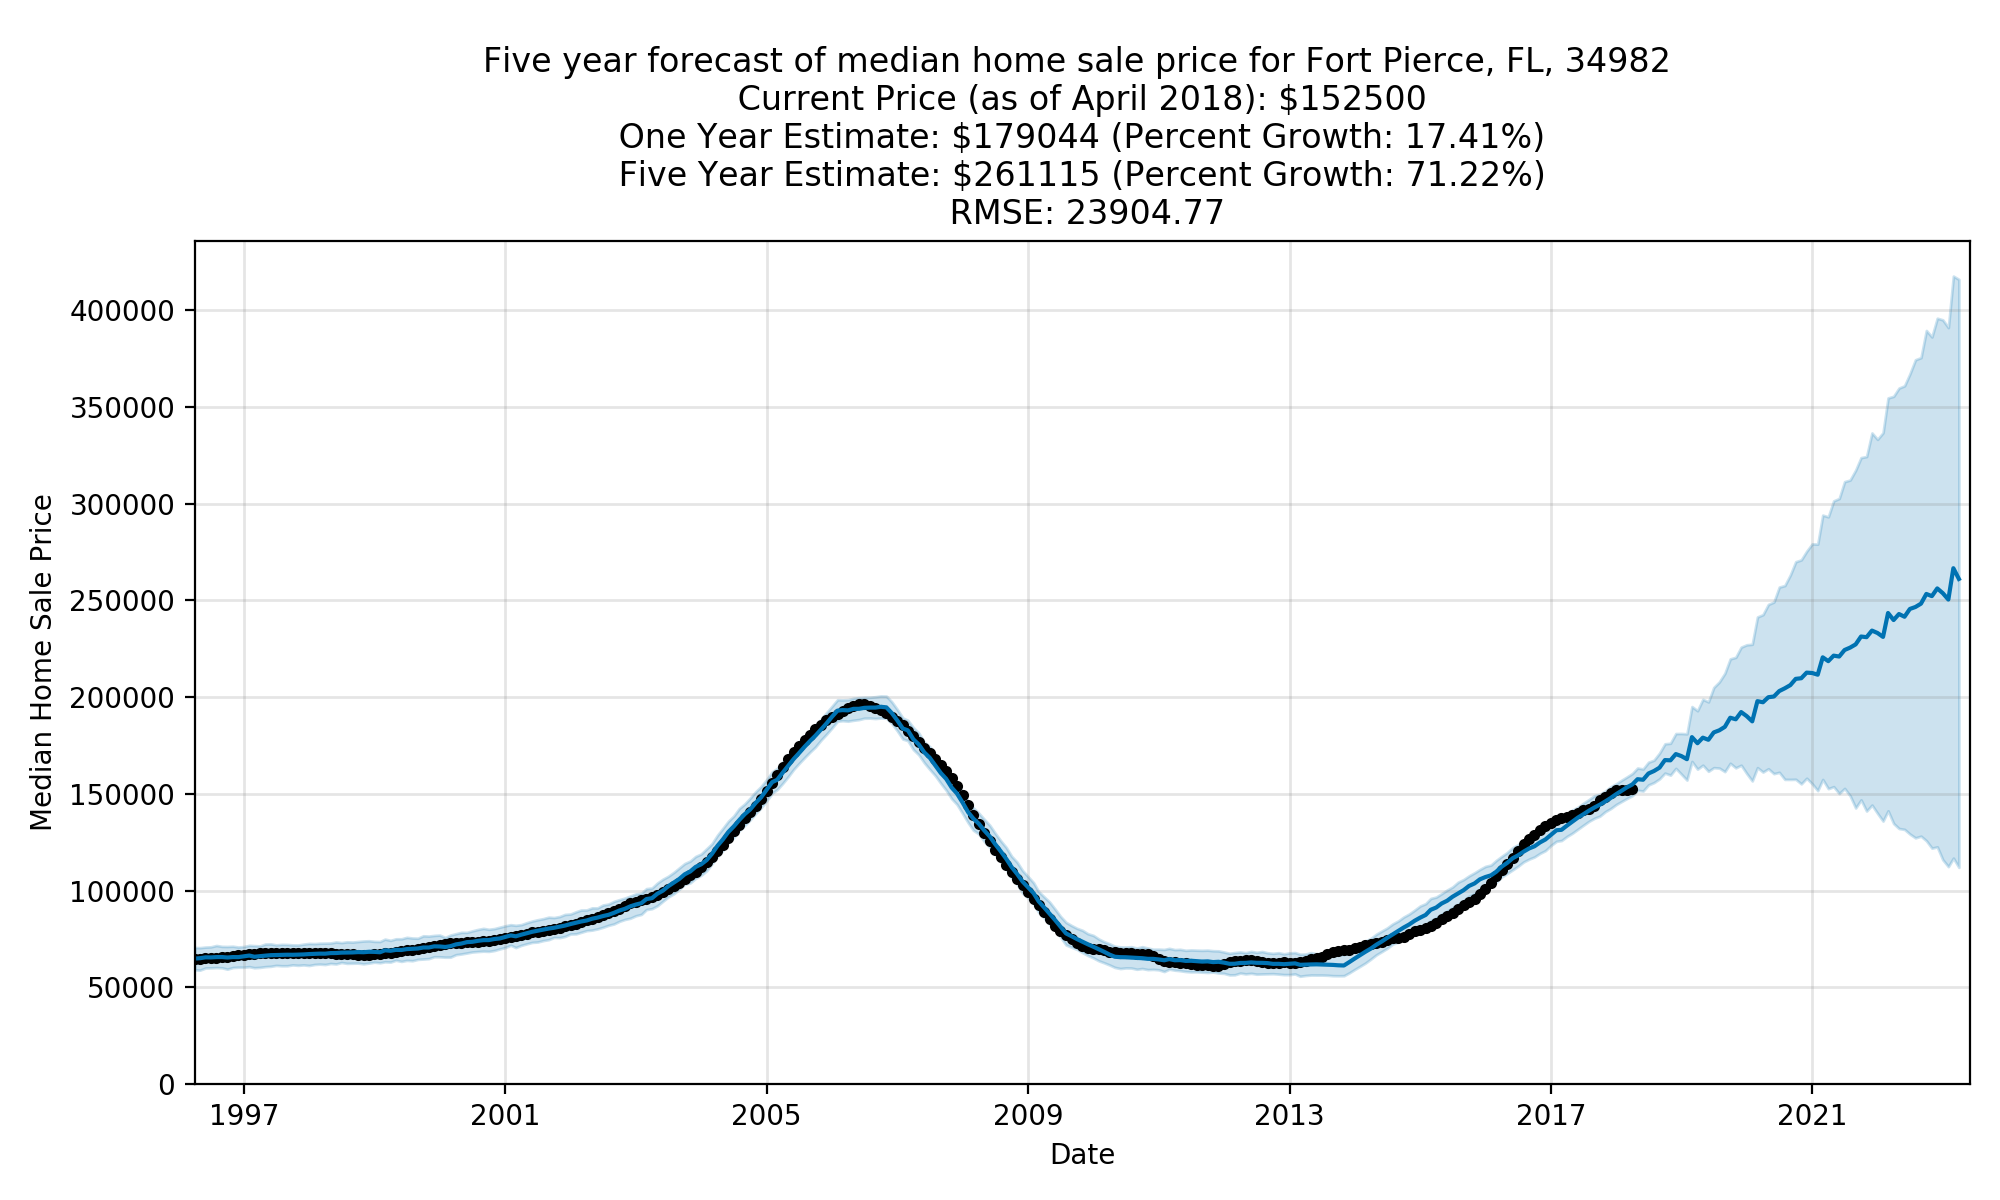 Five year forecast of median home sale price for Fort Pierce, FL, 34982
Current Price (as of April 2018): $152500
One Year Estimate: $179044 (Percent Growth: 17.41%)
Five Year Estimate: $261115 (Percent Growth: 71.22%)
RMSE: 23904.77
Median Home Sale Price
400000
350000
300000
250000
200000
150000
100000
50000
0
1997 2001 2005 2009 2013 2017 2021
Date